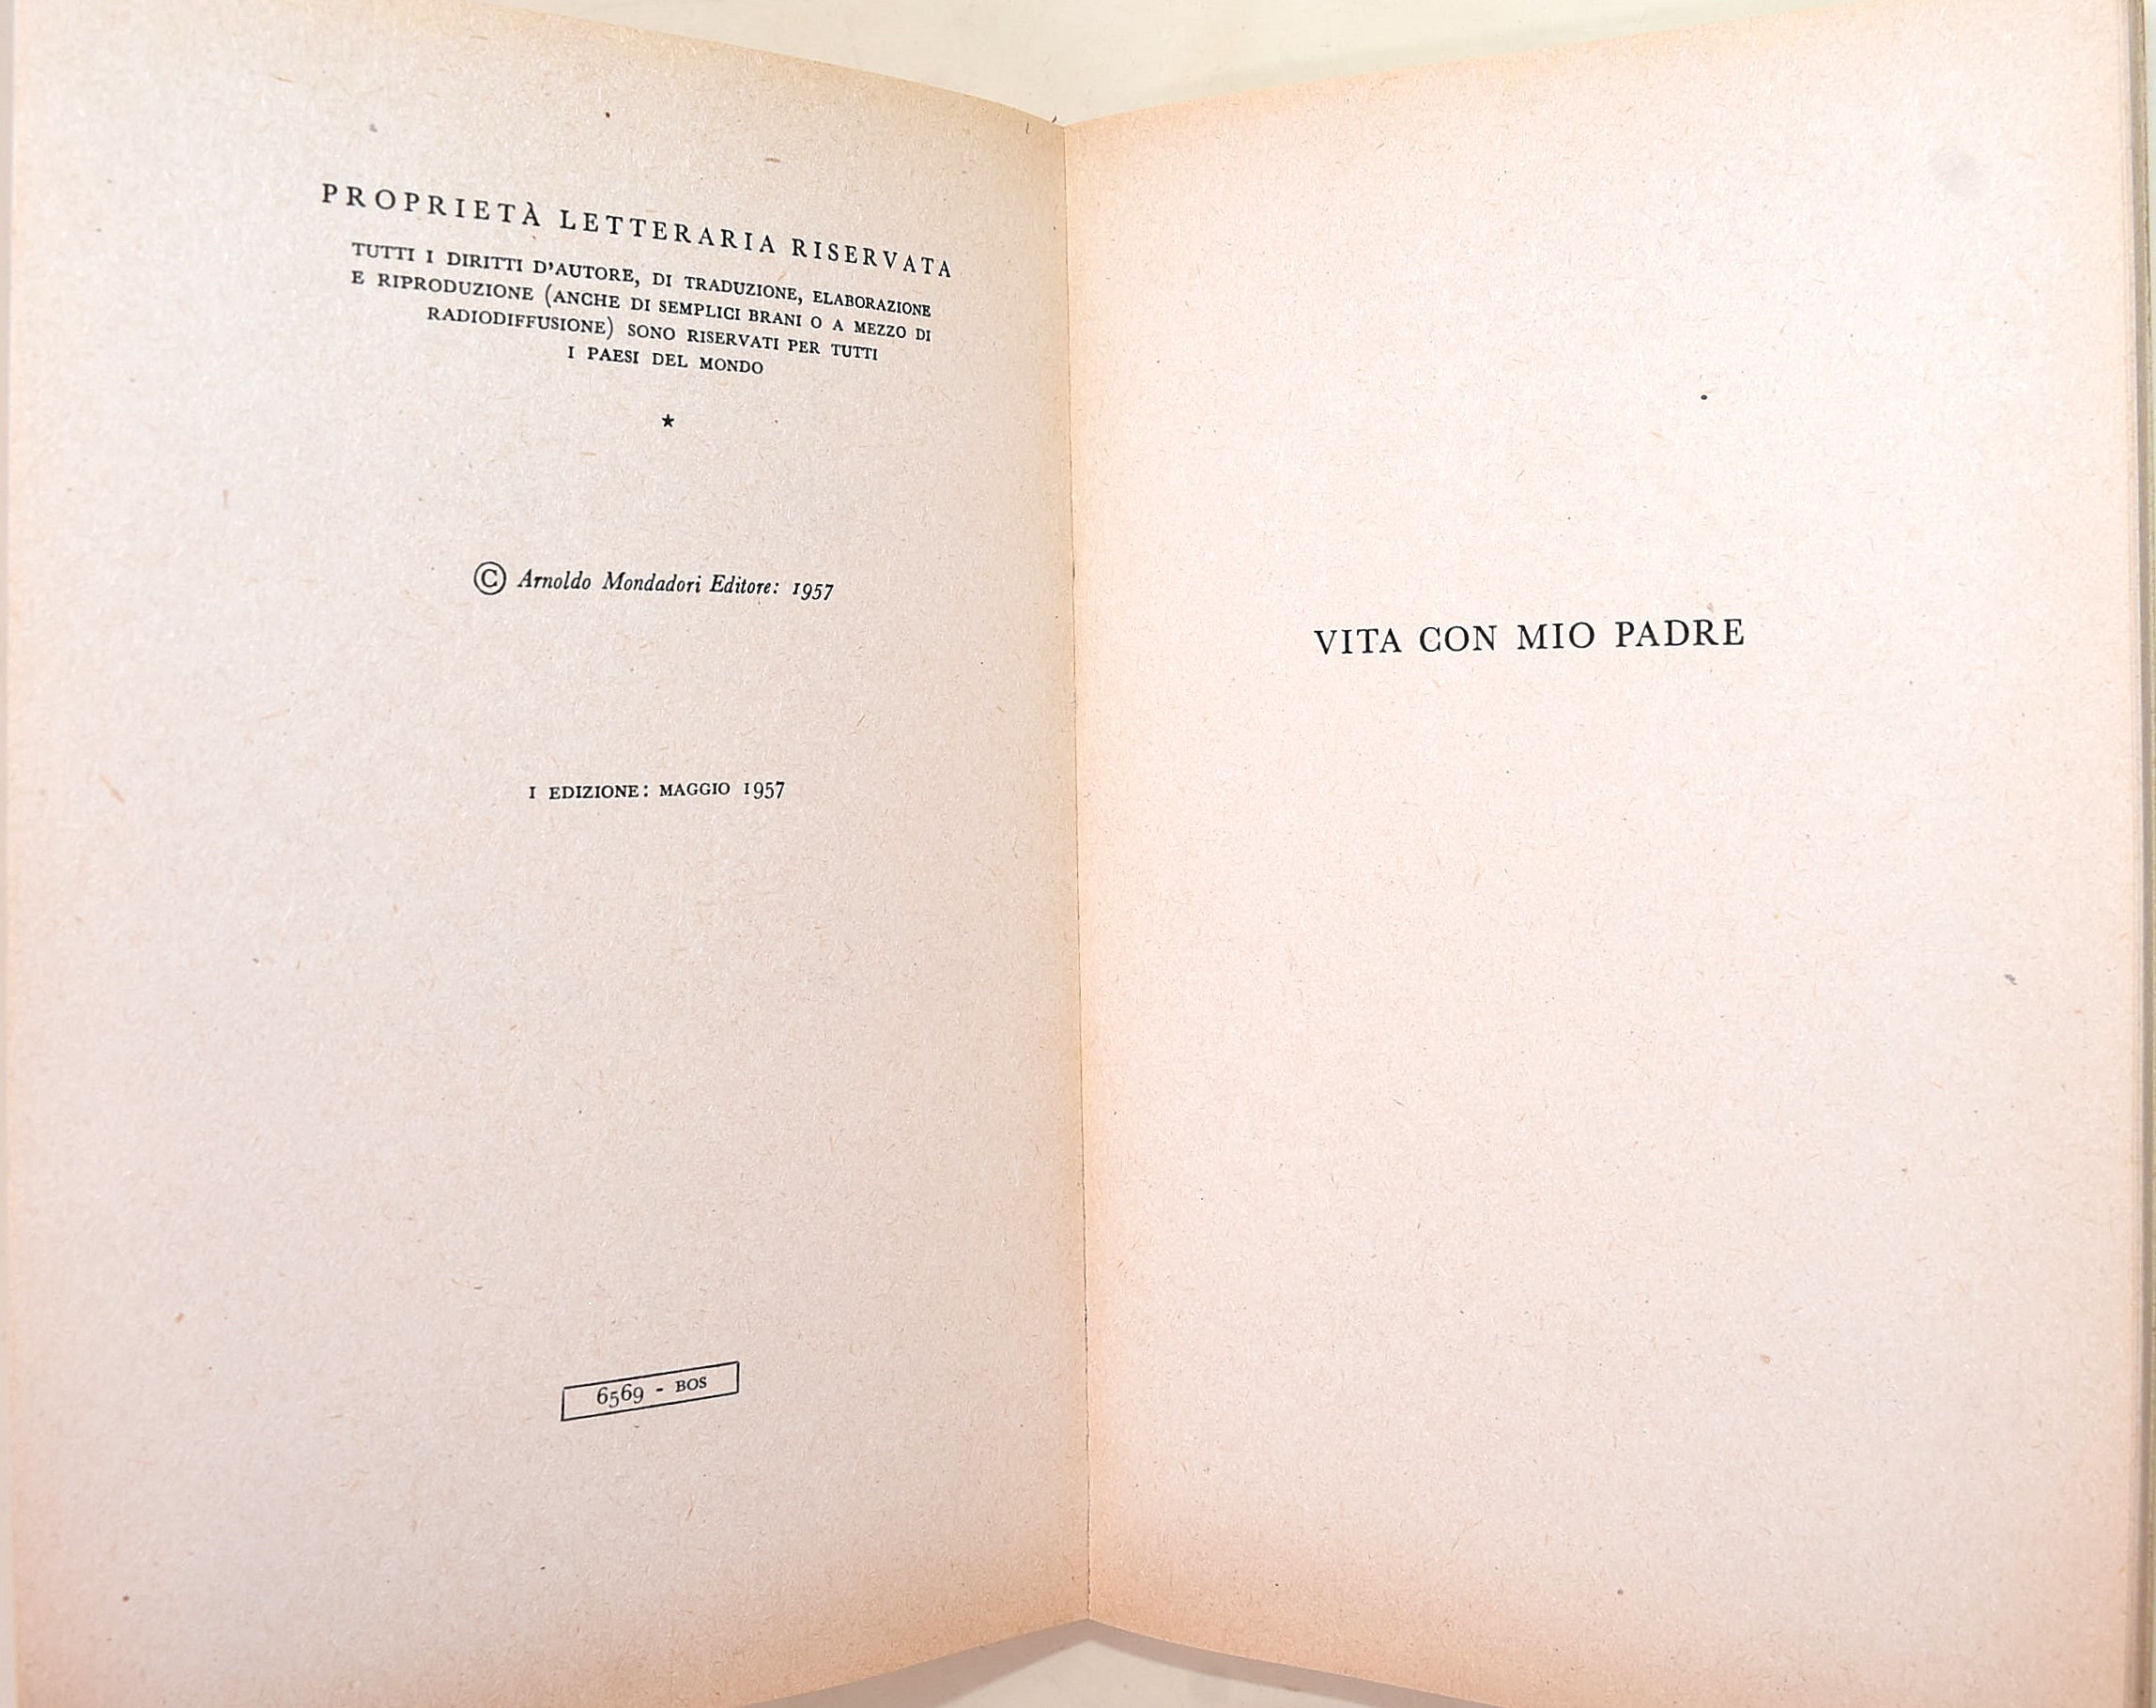 PROPRIETÀ LETTERARIA RISERVATA
TUTTI I DIRITTI D'AUTORE, DI TRADUZIONE, ELABORAZIONE
E RIPRODUZIONE (ANCHE DI SEMPLICI BRANI O A MEZZO DI
RADIODIFFUSIONE) SONO RISERVATI PER TUTTI
I PAESI DEL MONDO
★
© Arnoldo Mondadori Editore: 1957
I EDIZIONE: MAGGIO 1957
6569 - BOS
VITA CON MIO PADRE